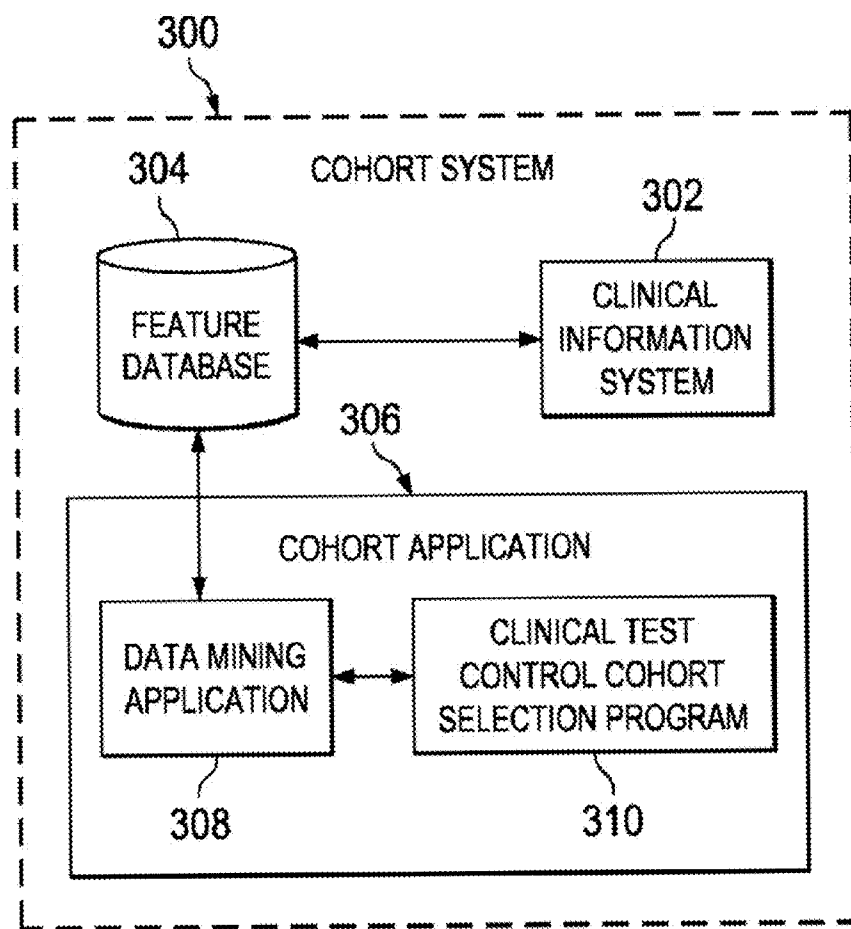 300
COHORT SYSTEM
304
302
FEATURE
DATABASE
CLINICAL
INFORMATION
SYSTEM
306
COHORT APPLICATION
DATA MINING
APPLICATION
CLINICAL TEST
CONTROL COHORT
SELECTION PROGRAM
308
310